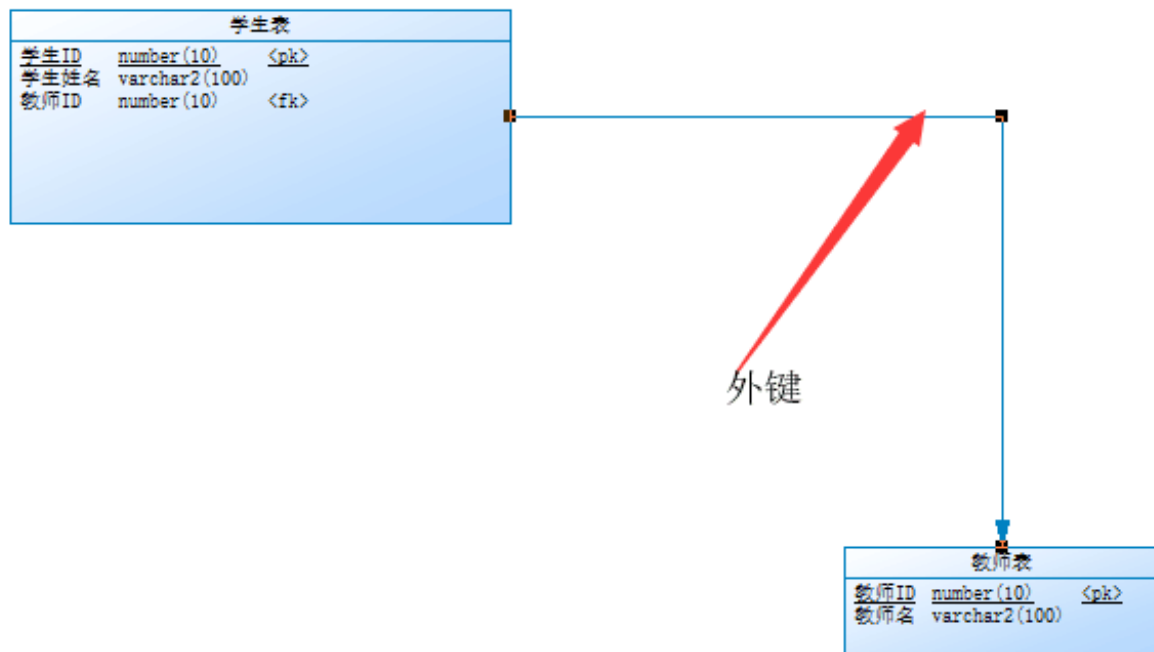 学生表
学生ID number(10) <pk>
学生姓名 varchar2(100)
教师ID number(10) <fk>
外键
教师表
教师ID number(10) <pk>
教师名 varchar2(100)